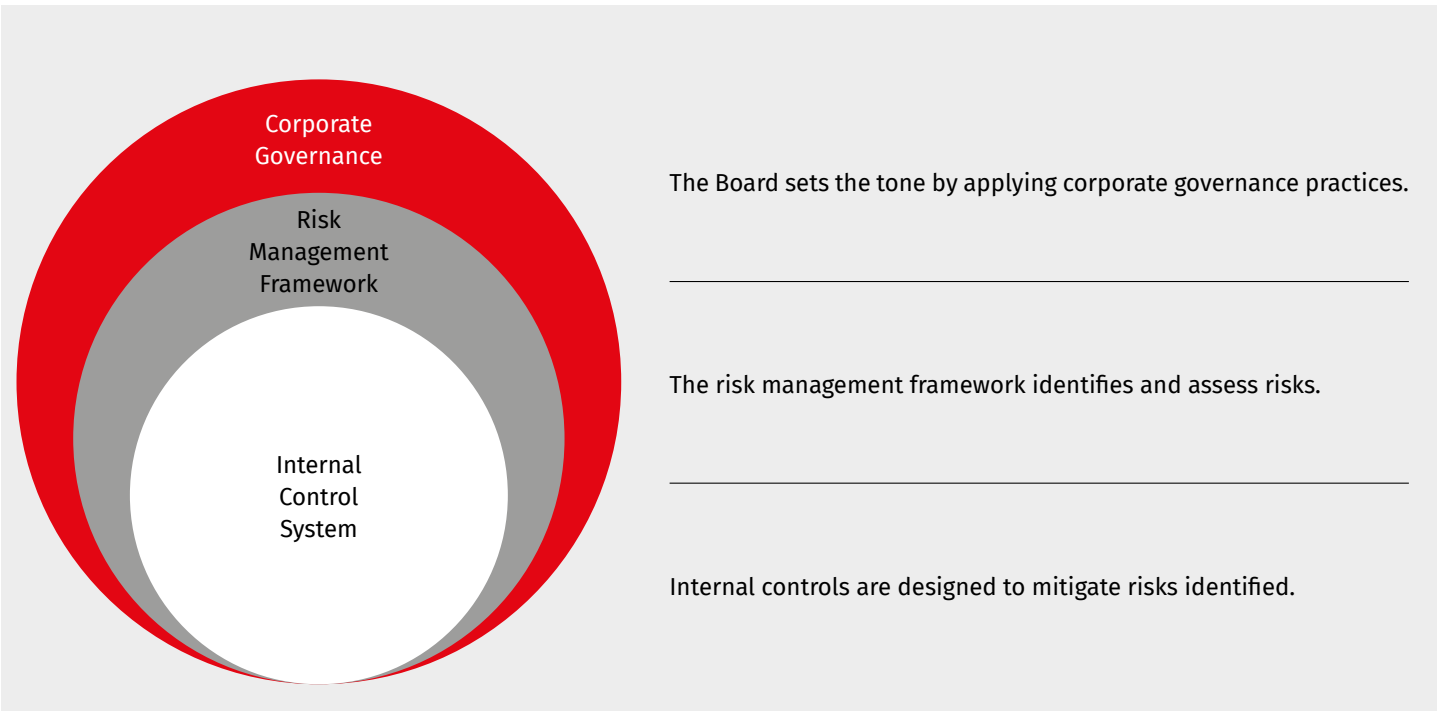 Corporate
Governance
Risk
Management
Framework
Internal
Control
System
The Board sets the tone by applying corporate governance practices.
The risk management framework identifies and assess risks.
Internal controls are designed to mitigate risks identified.